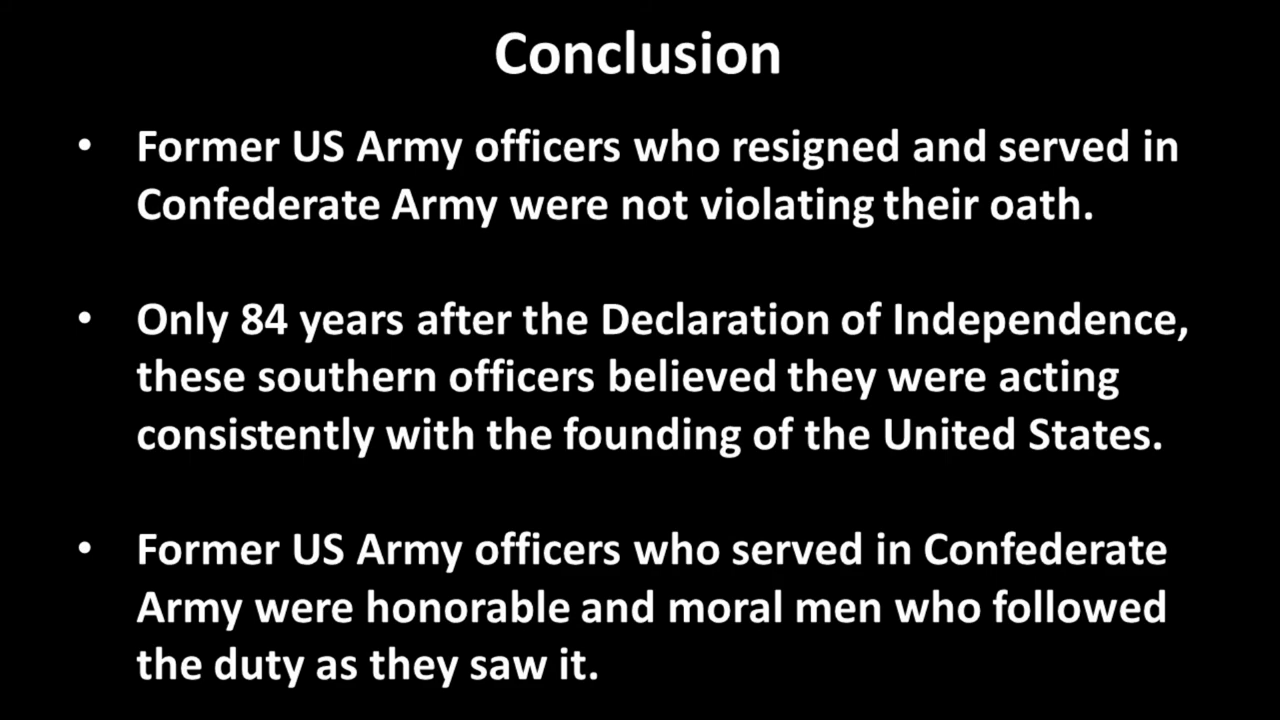 Conclusion
• Former US Army officers who resigned and served in
Confederate Army were not violating their oath.
• Only 84 years after the Declaration of Independence,
these southern officers believed they were acting
consistently with the founding of the United States.
• Former US Army officers who served in Confederate
Army were honorable and moral men who followed
the duty as they saw it.